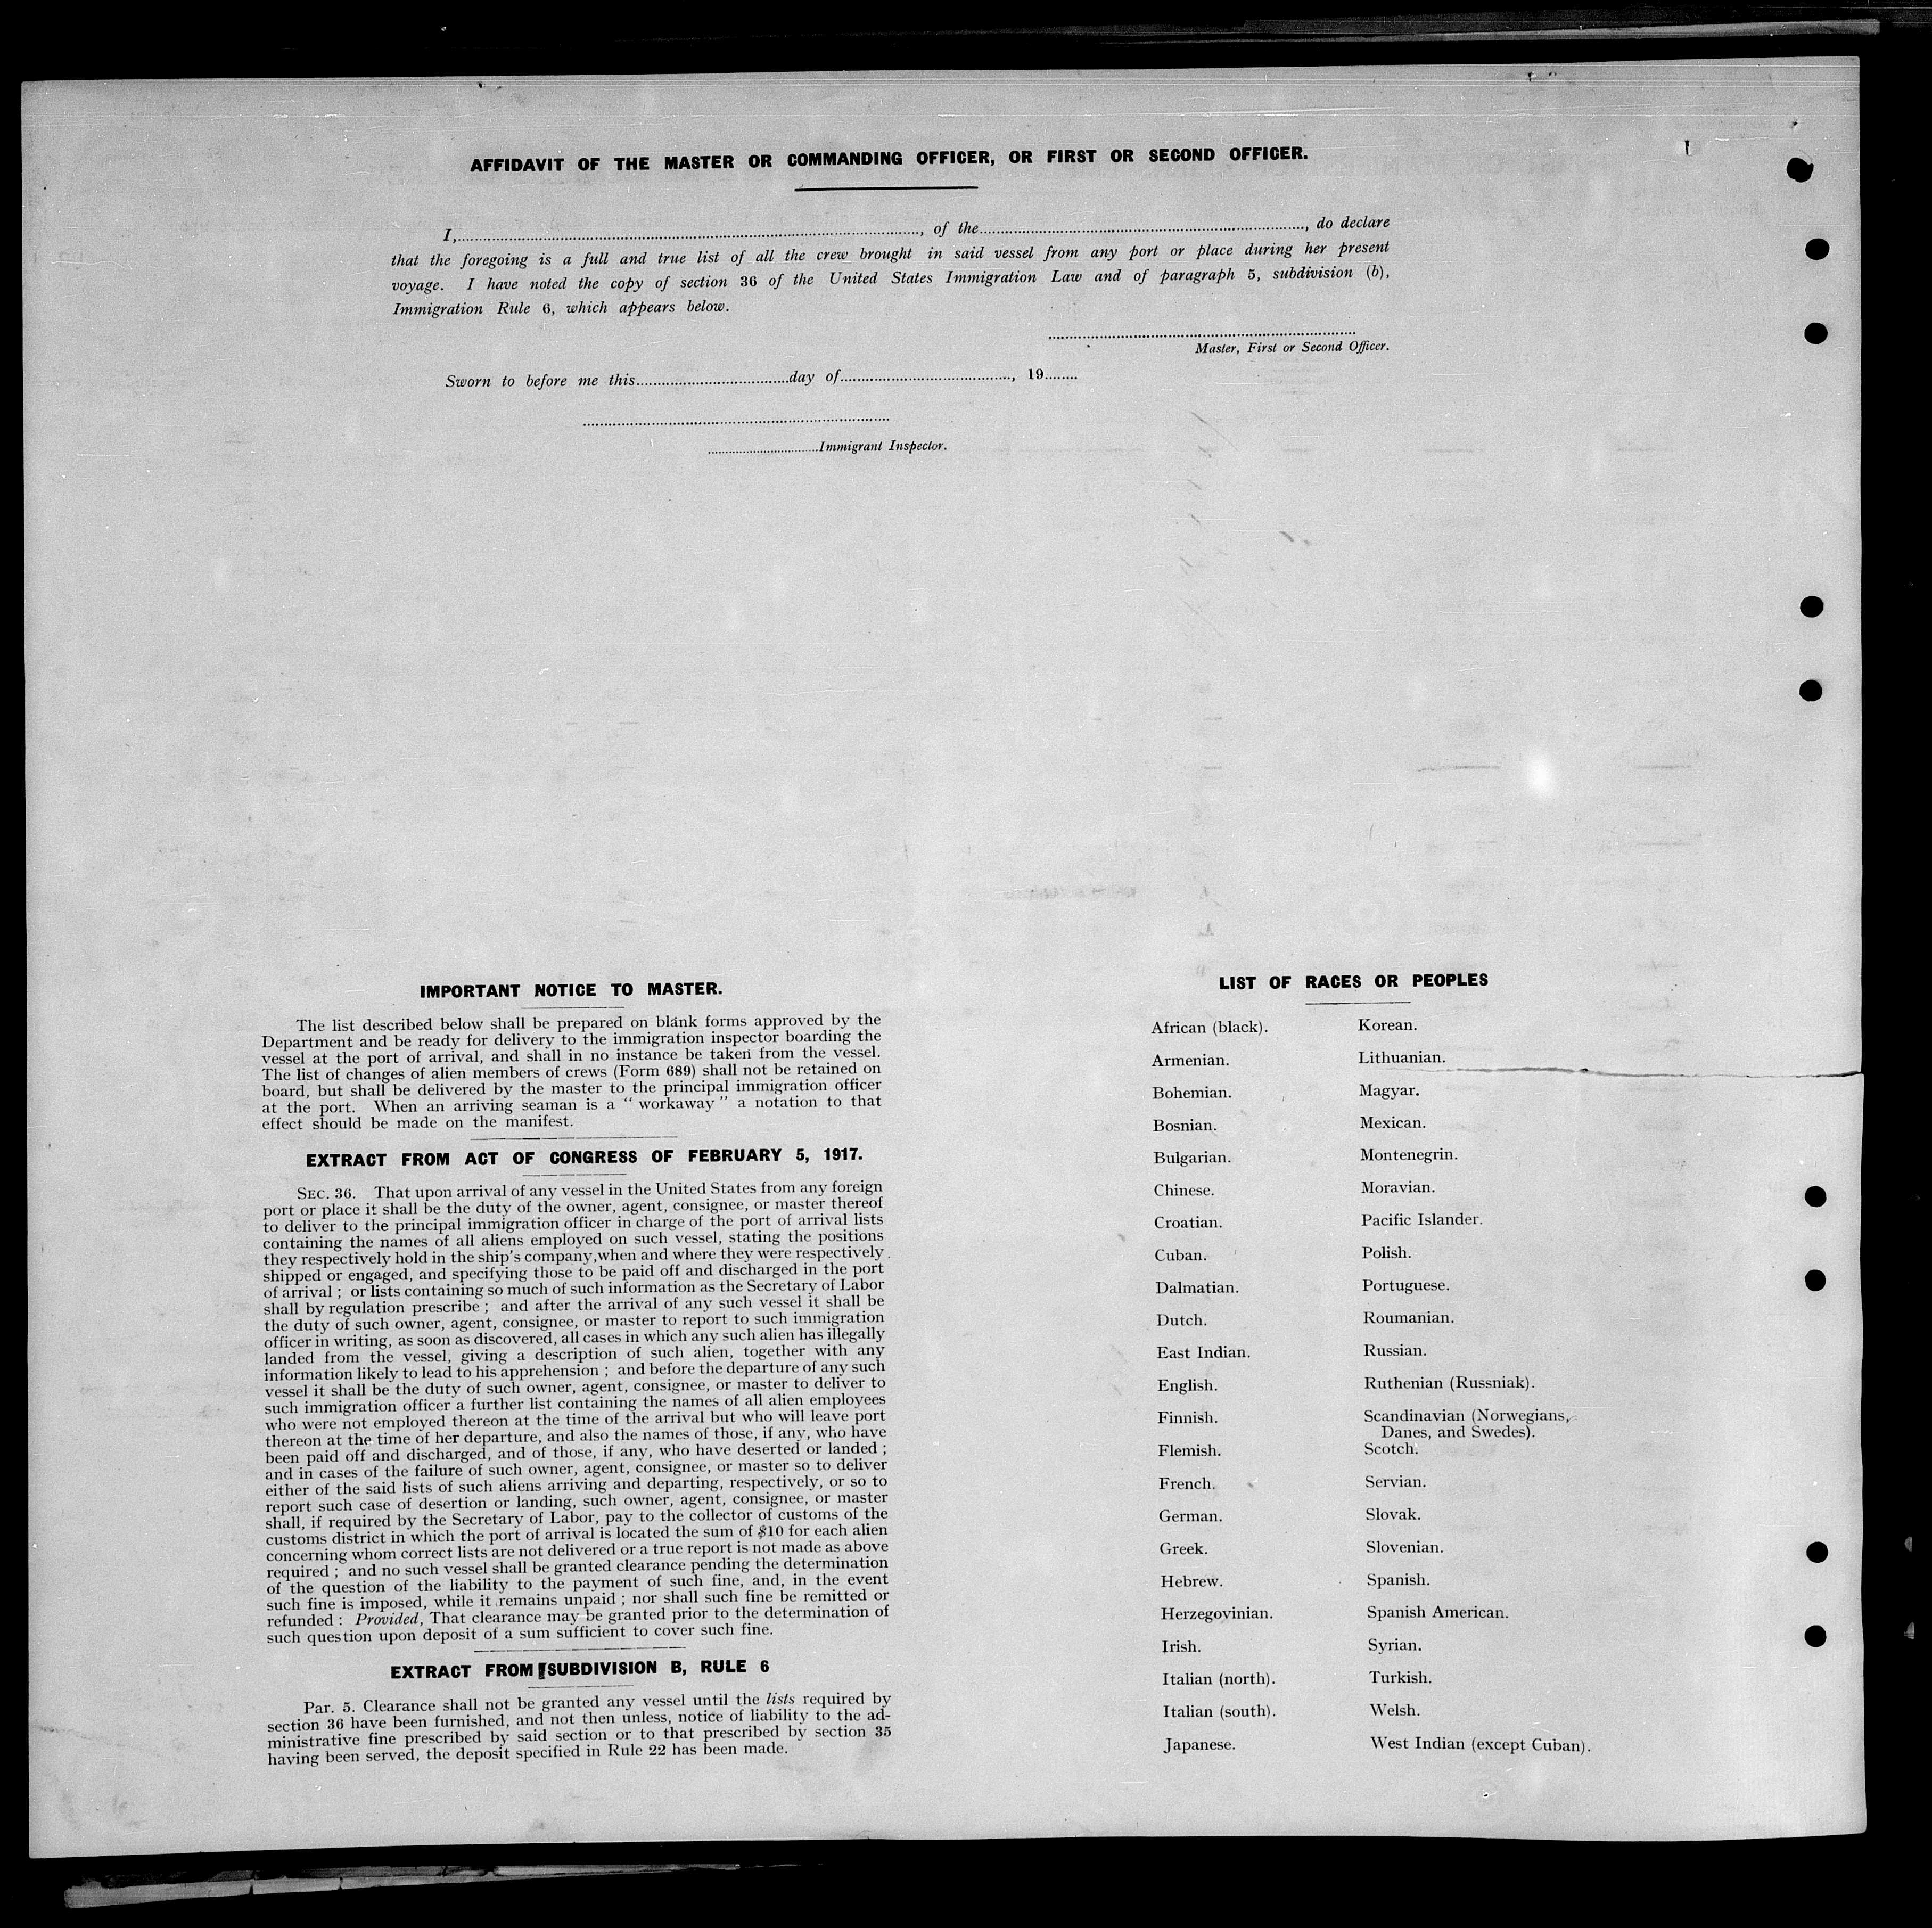 AFFIDAVIT OF THE MASTER OR COMMANDING OFFICER, OR FIRST OR SECOND OFFICER.
I,........................, of the........................, do declare
that the foregoing is a full and true list of all the crew brought in said vessel from any port or place during her present
voyage. I have noted the copy of section 36 of the United States Immigration Law and of paragraph 5, subdivision (b),
Immigration Rule 6, which appears below.
Master, First or Second Officer.
Sworn to before me this........................day of........................, 19........
........................Immigrant Inspector.
IMPORTANT NOTICE TO MASTER.
The list described below shall be prepared on blank forms approved by the
Department and be ready for delivery to the immigration inspector boarding the
vessel at the port of arrival, and shall in no instance be taken from the vessel.
The list of changes of alien members of crews (Form 689) shall not be retained on
board, but shall be delivered by the master to the principal immigration officer
at the port. When an arriving seaman is a " workaway " a notation to that
effect should be made on the manifest.
EXTRACT FROM ACT OF CONGRESS OF FEBRUARY 5, 1917.
SEC. 36. That upon arrival of any vessel in the United States from any foreign
port or place it shall be the duty of the owner, agent, consignee, or master thereof
to deliver to the principal immigration officer in charge of the port of arrival lists
containing the names of all aliens employed on such vessel, stating the positions
they respectively hold in the ship's company, when and where they were respectively
shipped or engaged, and specifying those to be paid off and discharged in the port
of arrival ; or lists containing so much of such information as the Secretary of Labor
shall by regulation prescribe ; and after the arrival of any such vessel it shall be
the duty of such owner, agent, consignee, or master to report to such immigration
officer in writing, as soon as discovered, all cases in which any such alien has illegally
landed from the vessel, giving a description of such alien, together with any
information likely to lead to his apprehension ; and before the departure of any such
vessel it shall be the duty of such owner, agent, consignee, or master to deliver to
such immigration officer a further list containing the names of all alien employees
who were not employed thereon at the time of the arrival but who will leave port
thereon at the time of her departure, and also the names of those, if any, who have
been paid off and discharged, and of those, if any, who have deserted or landed ;
and in cases of the failure of such owner, agent, consignee, or master so to deliver
either of the said lists of such aliens arriving and departing, respectively, or so to
report such case of desertion or landing, such owner, agent, consignee, or master
shall, if required by the Secretary of Labor, pay to the collector of customs of the
customs district in which the port of arrival is located the sum of $10 for each alien
concerning whom correct lists are not delivered or a true report is not made as above
required ; and no such vessel shall be granted clearance pending the determination
of the question of the liability to the payment of such fine, and, in the event
such fine is imposed, while it remains unpaid ; nor shall such fine be remitted or
refunded : Provided, That clearance may be granted prior to the determination of
such question upon deposit of a sum sufficient to cover such fine.
EXTRACT FROM SUBDIVISION B, RULE 6
Par. 5. Clearance shall not be granted any vessel until the lists required by
section 36 have been furnished, and not then unless, notice of liability to the ad-
ministrative fine prescribed by said section or to that prescribed by section 35
having been served, the deposit specified in Rule 22 has been made.
LIST OF RACES OR PEOPLES
African (black).
Armenian.
Bohemian.
Bosnian.
Bulgarian.
Chinese.
Croatian.
Cuban.
Dalmatian.
Dutch.
East Indian.
English.
Finnish.
Flemish.
French.
German.
Greek.
Hebrew.
Herzegovinian.
Irish.
Italian (north).
Italian (south).
Japanese.
Korean.
Lithuanian.
Magyar.
Mexican.
Montenegrin.
Moravian.
Pacific Islander.
Polish.
Portuguese.
Roumanian.
Russian.
Ruthenian (Russniak).
Scandinavian (Norwegians,
Danes, and Swedes).
Scotch.
Servian.
Slovak.
Slovenian.
Spanish.
Spanish American.
Syrian.
Turkish.
Welsh.
West Indian (except Cuban).